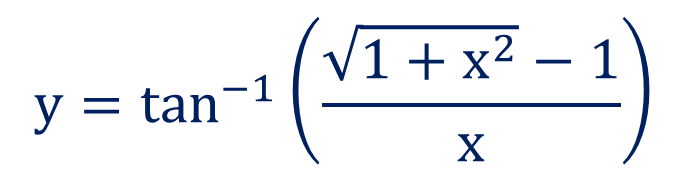 y = tan⁻¹ ( (√(1 + x²) − 1) / x )